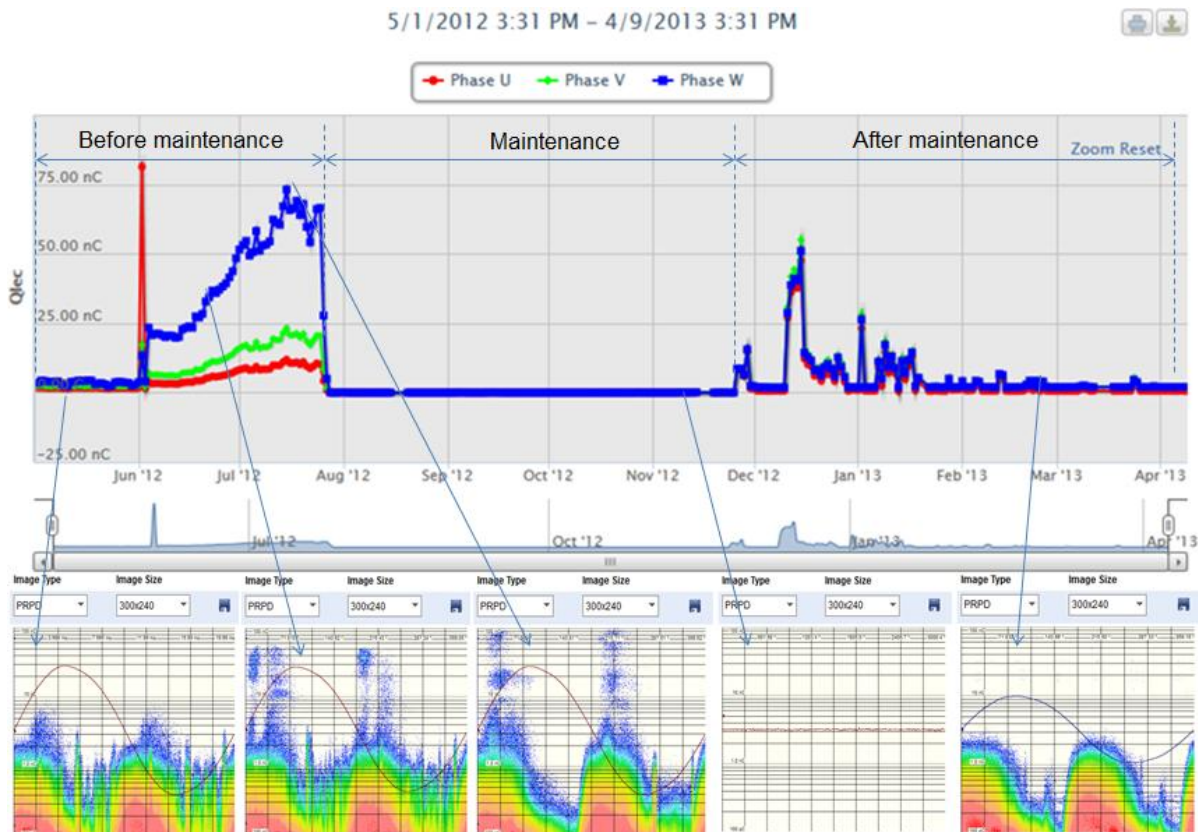 5/1/2012 3:31 PM – 4/9/2013 3:31 PM
Phase U Phase V Phase W
Before maintenance Maintenance After maintenance
Zoom Reset
75.00 nC
50.00 nC
25.00 nC
0.00 nC
-25.00 nC
Qlec
Jun '12 Jul '12 Aug '12 Sep '12 Oct '12 Nov '12 Dec '12 Jan '13 Feb '13 Mar '13 Apr '13
Jul '12 Oct '12 Jan '13 Apr '13
Image Type Image Size Image Type Image Size Image Type Image Size Image Type Image Size Image Type Image Size
PRPD 300x240 PRPD 300x240 PRPD 300x240 PRPD 300x240 PRPD 300x240